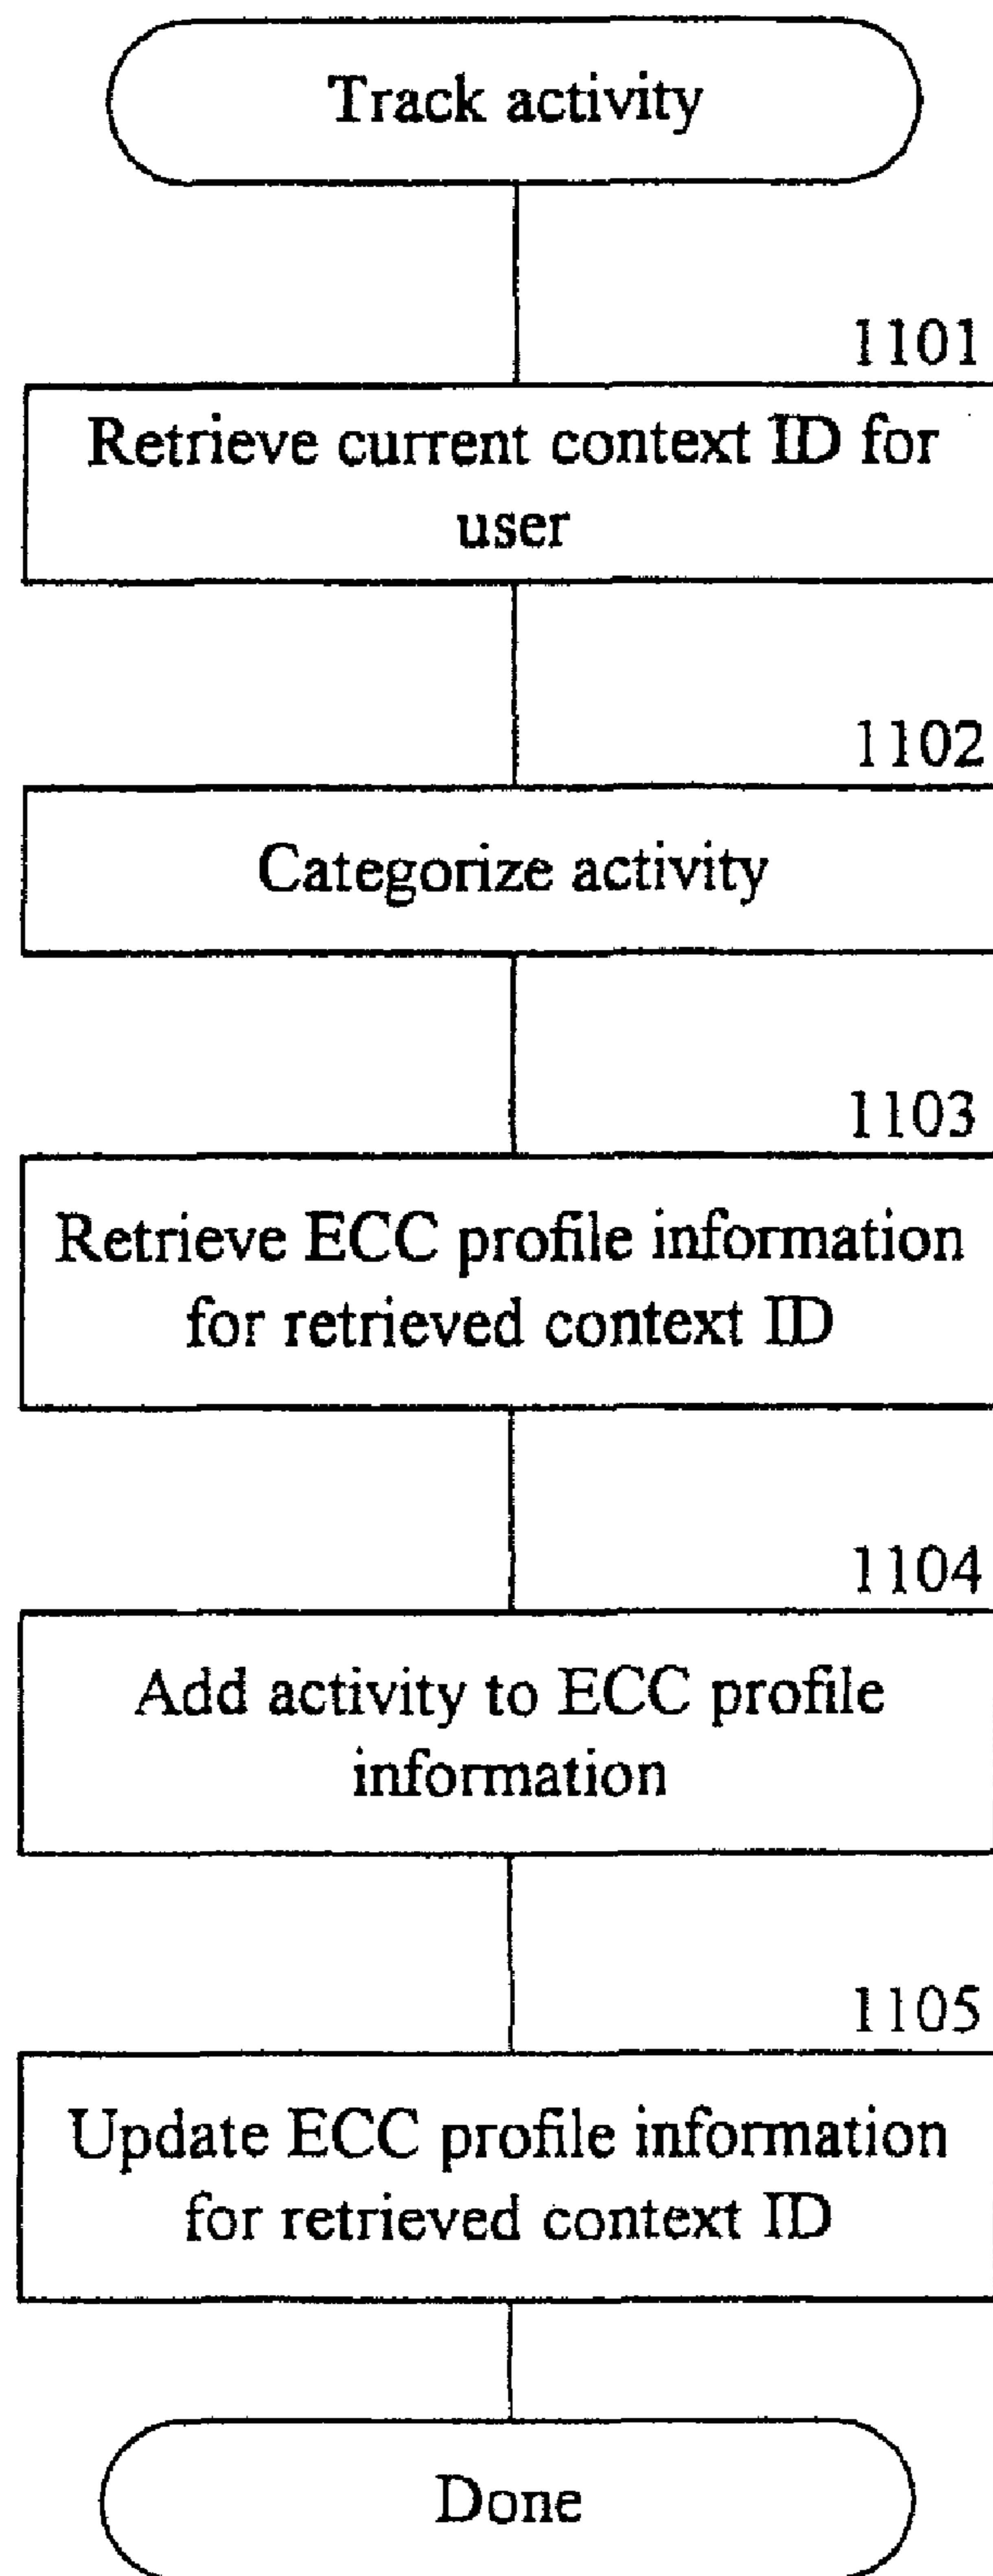 Track activity
1101
Retrieve current context ID for
user
1102
Categorize activity
1103
Retrieve ECC profile information
for retrieved context ID
1104
Add activity to ECC profile
information
1105
Update ECC profile information
for retrieved context ID
Done